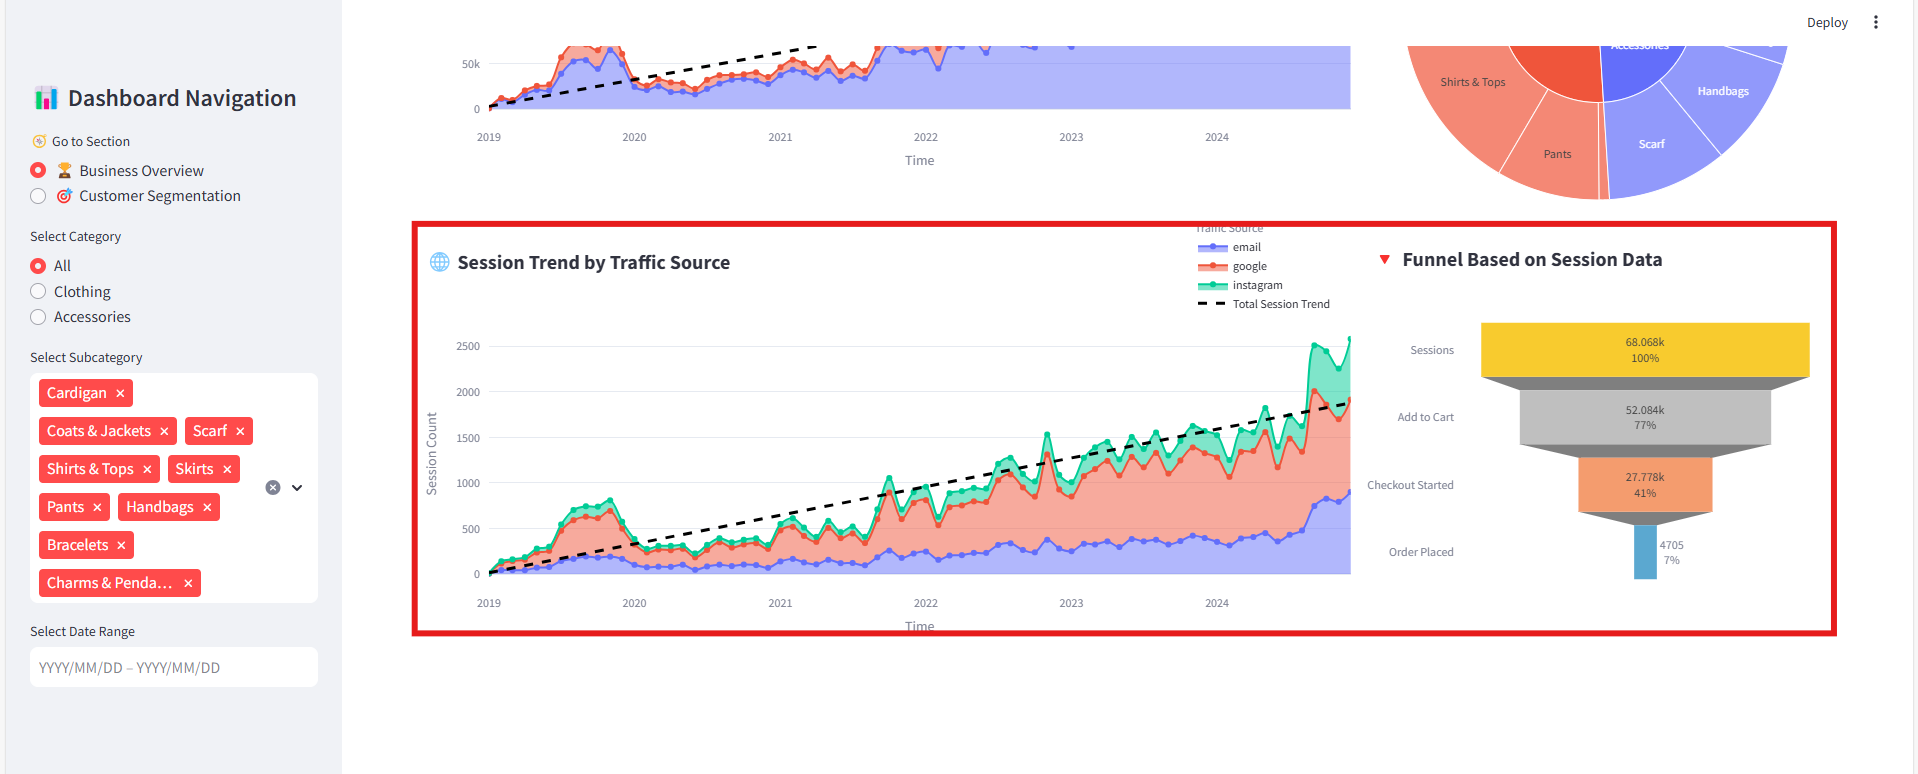 Deploy
Dashboard Navigation
Go to Section
Business Overview
Customer Segmentation
Select Category
All
Clothing
Accessories
Select Subcategory
Cardigan
Coats & Jackets
Scarf
Shirts & Tops
Skirts
Pants
Handbags
Bracelets
Charms & Penda...
Select Date Range
YYYY/MM/DD – YYYY/MM/DD
50k
0
2019
2020
2021
2022
2023
2024
Time
Accessories
Shirts & Tops
Pants
Scarf
Handbags
Session Trend by Traffic Source
Traffic Source
email
google
instagram
Total Session Trend
Session Count
2500
2000
1500
1000
500
0
2019
2020
2021
2022
2023
2024
Time
Funnel Based on Session Data
Sessions
68.068k
100%
Add to Cart
52.084k
77%
Checkout Started
27.778k
41%
Order Placed
4705
7%